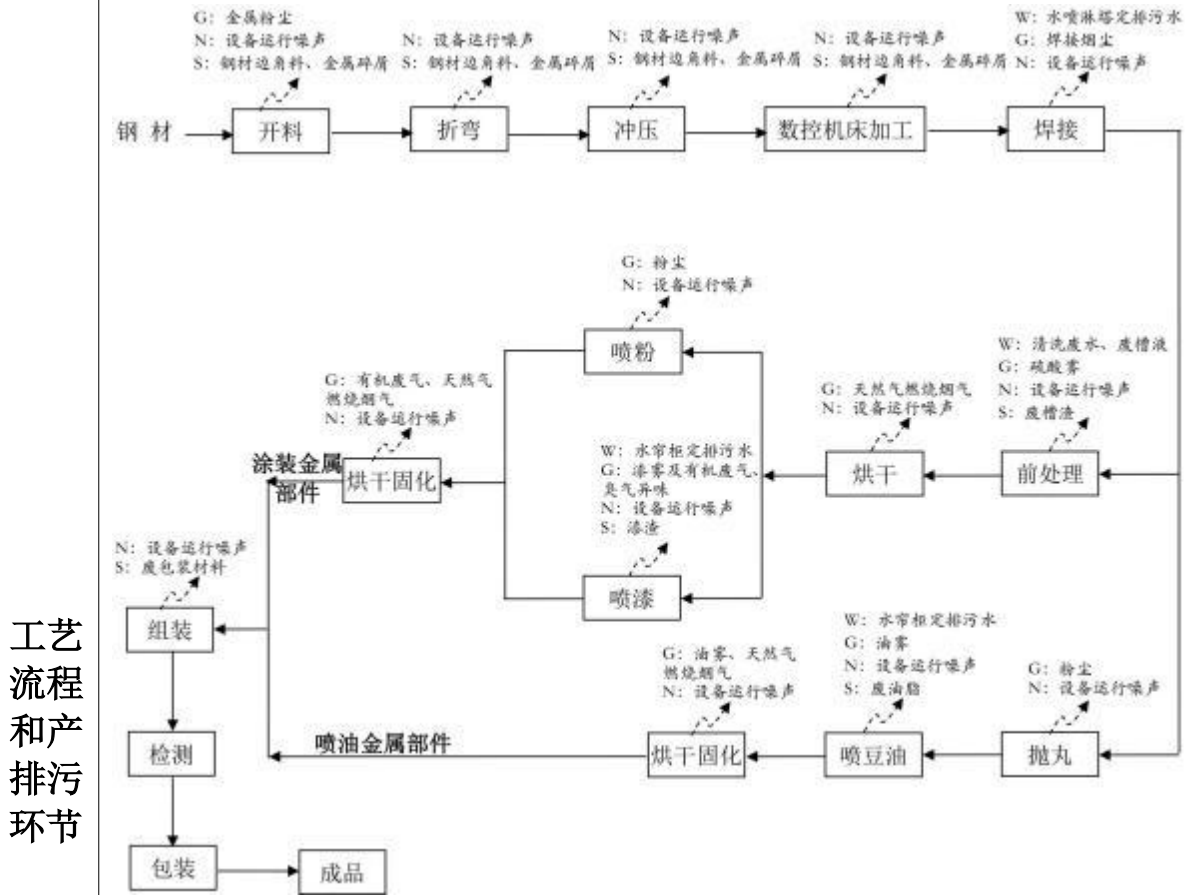 G：金属粉尘
N：设备运行噪声
S：钢材边角料、金属碎屑
N：设备运行噪声
S：钢材边角料、金属碎屑
N：设备运行噪声
S：钢材边角料、金属碎屑
N：设备运行噪声
S：钢材边角料、金属碎屑
W：水喷淋塔定排污水
G：焊接烟尘
N：设备运行噪声
钢材
开料
折弯
冲压
数控机床加工
焊接
G：粉尘
N：设备运行噪声
喷粉
W：清洗废水、废槽液
G：硫酸雾
N：设备运行噪声
S：废槽渣
G：天然气燃烧烟气
N：设备运行噪声
G：有机废气、天然气
燃烧烟气
N：设备运行噪声
W：水帘柜定排污水
G：漆雾及有机废气、
臭气异味
N：设备运行噪声
S：漆渣
涂装金属
部件
烘干固化
烘干
前处理
喷漆
N：设备运行噪声
S：废包装材料
组装
W：水帘柜定排污水
G：油雾
N：设备运行噪声
S：废油脂
G：油雾、天然气
燃烧烟气
N：设备运行噪声
G：粉尘
N：设备运行噪声
喷油金属部件
烘干固化
喷豆油
抛丸
检测
包装
成品
工艺
流程
和产
排污
环节